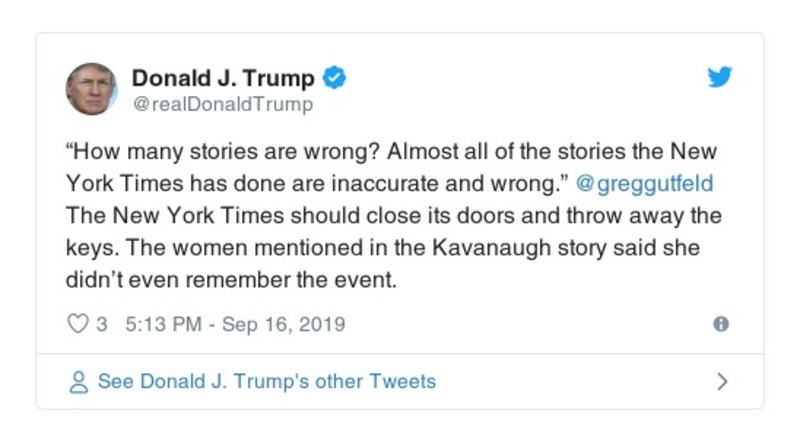 Donald J. Trump
@realDonaldTrump
“How many stories are wrong? Almost all of the stories the New
York Times has done are inaccurate and wrong.” @greggutfeld
The New York Times should close its doors and throw away the
keys. The women mentioned in the Kavanaugh story said she
didn’t even remember the event.
3 5:13 PM - Sep 16, 2019
See Donald J. Trump's other Tweets